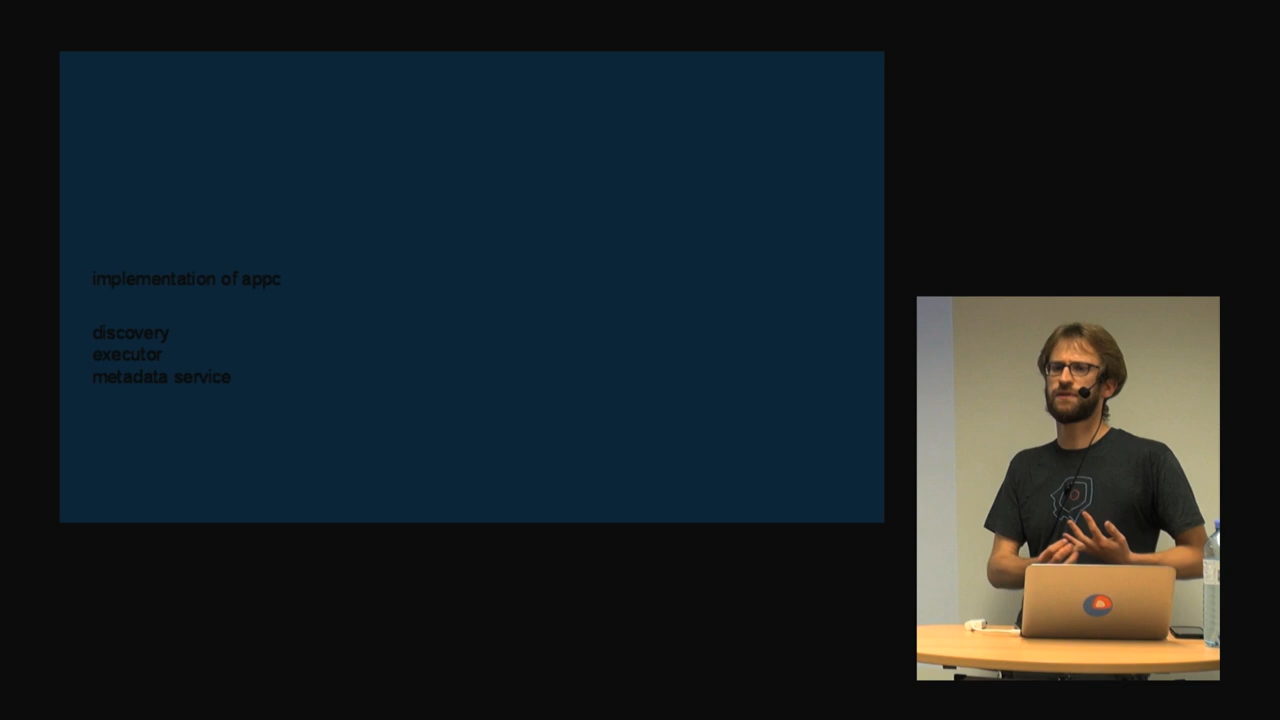 implementation of appc
discovery
executor
metadata service